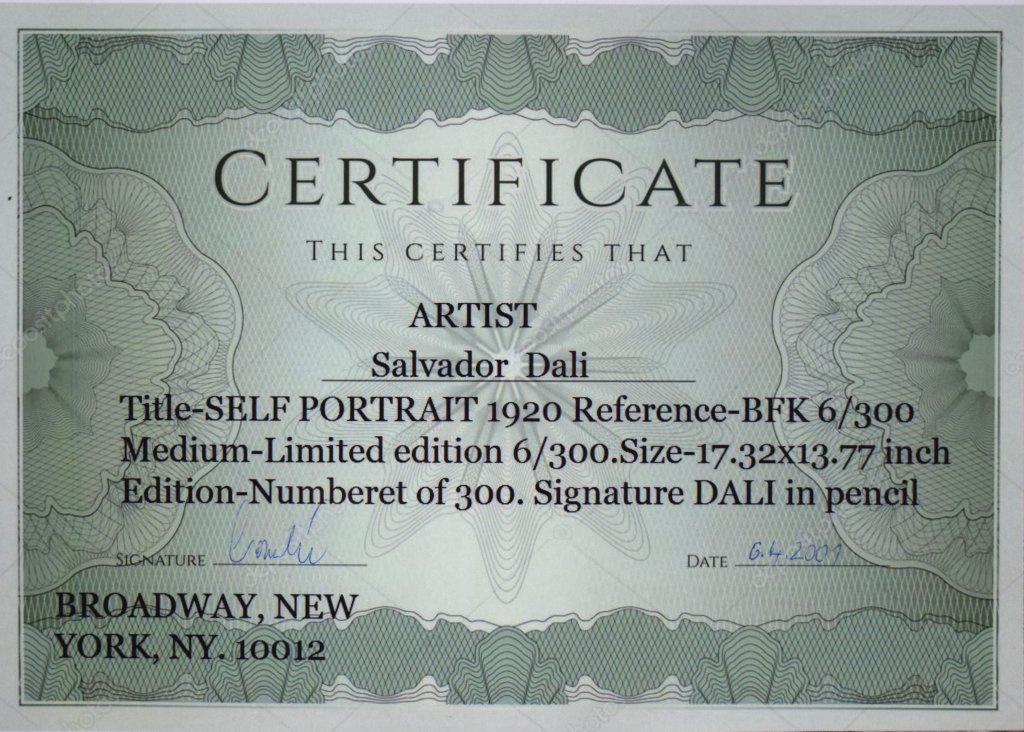 CERTIFICATE
THIS CERTIFIES THAT
ARTIST
Salvador Dali
Title-SELF PORTRAIT 1920 Reference-BFK 6/300
Medium-Limited edition 6/300.Size-17.32x13.77 inch
Edition-Numberet of 300. Signature DALI in pencil
SIGNATURE
DATE 6.4.2001
BROADWAY, NEW
YORK, NY. 10012
depositphotos